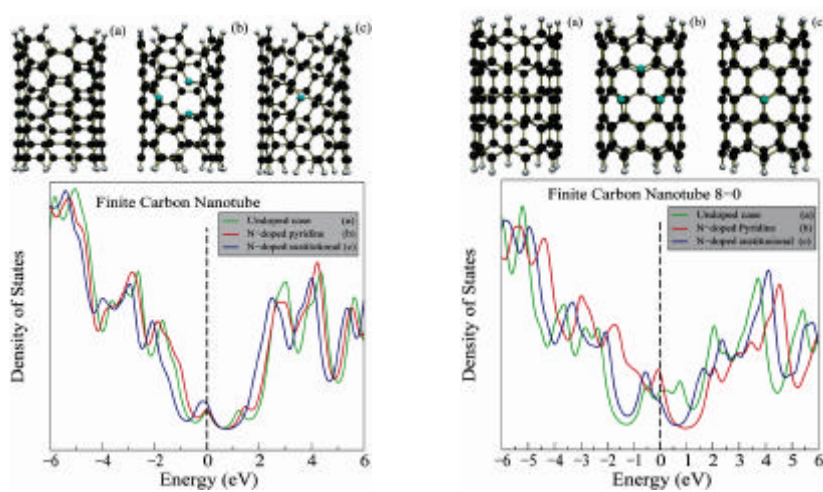 (a) (b) (c)
Finite Carbon Nanotube
Undoped case (a)
N-doped pyridine (b)
N-doped sustitutional (c)
Density of States
−6 −4 −2 0 2 4 6
Energy (eV)
(a) (b) (c
Finite Carbon Nanotube 8-0
Undoped case (a)
N-doped Pyridine (b)
N-doped sustitutional (c)
Density of States
−6 −5 −4 −3 −2 −1 0 1 2 3 4 5 6
Energy (eV)